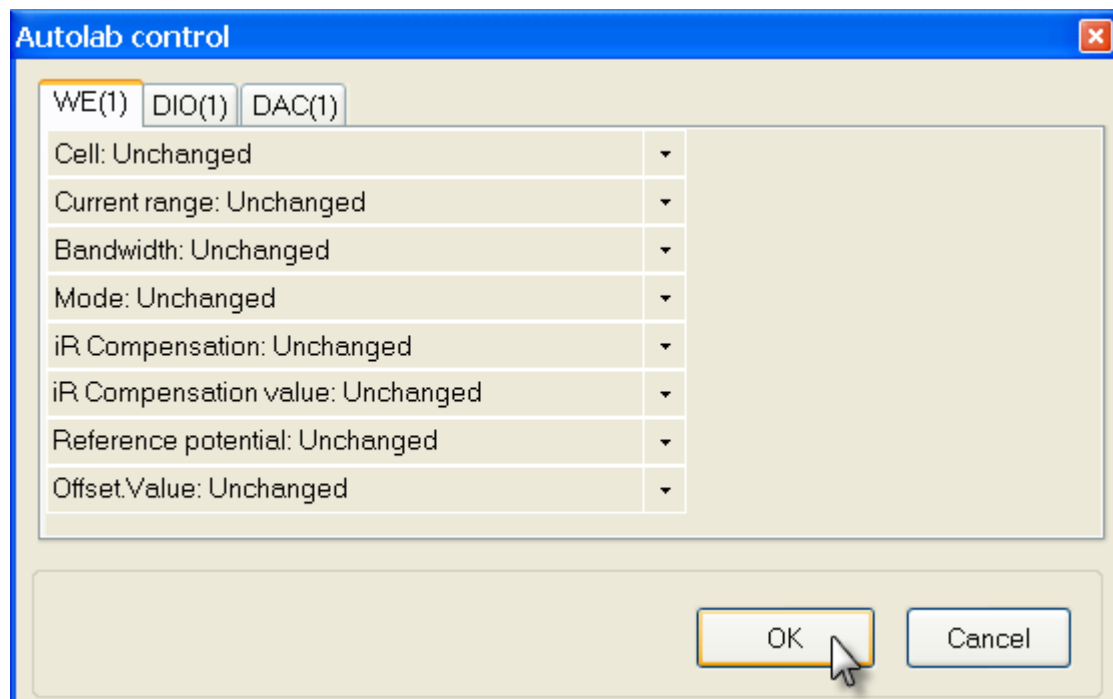 Autolab control
WE(1) DIO(1) DAC(1)
Cell: Unchanged
Current range: Unchanged
Bandwidth: Unchanged
Mode: Unchanged
iR Compensation: Unchanged
iR Compensation value: Unchanged
Reference potential: Unchanged
Offset.Value: Unchanged
OK Cancel